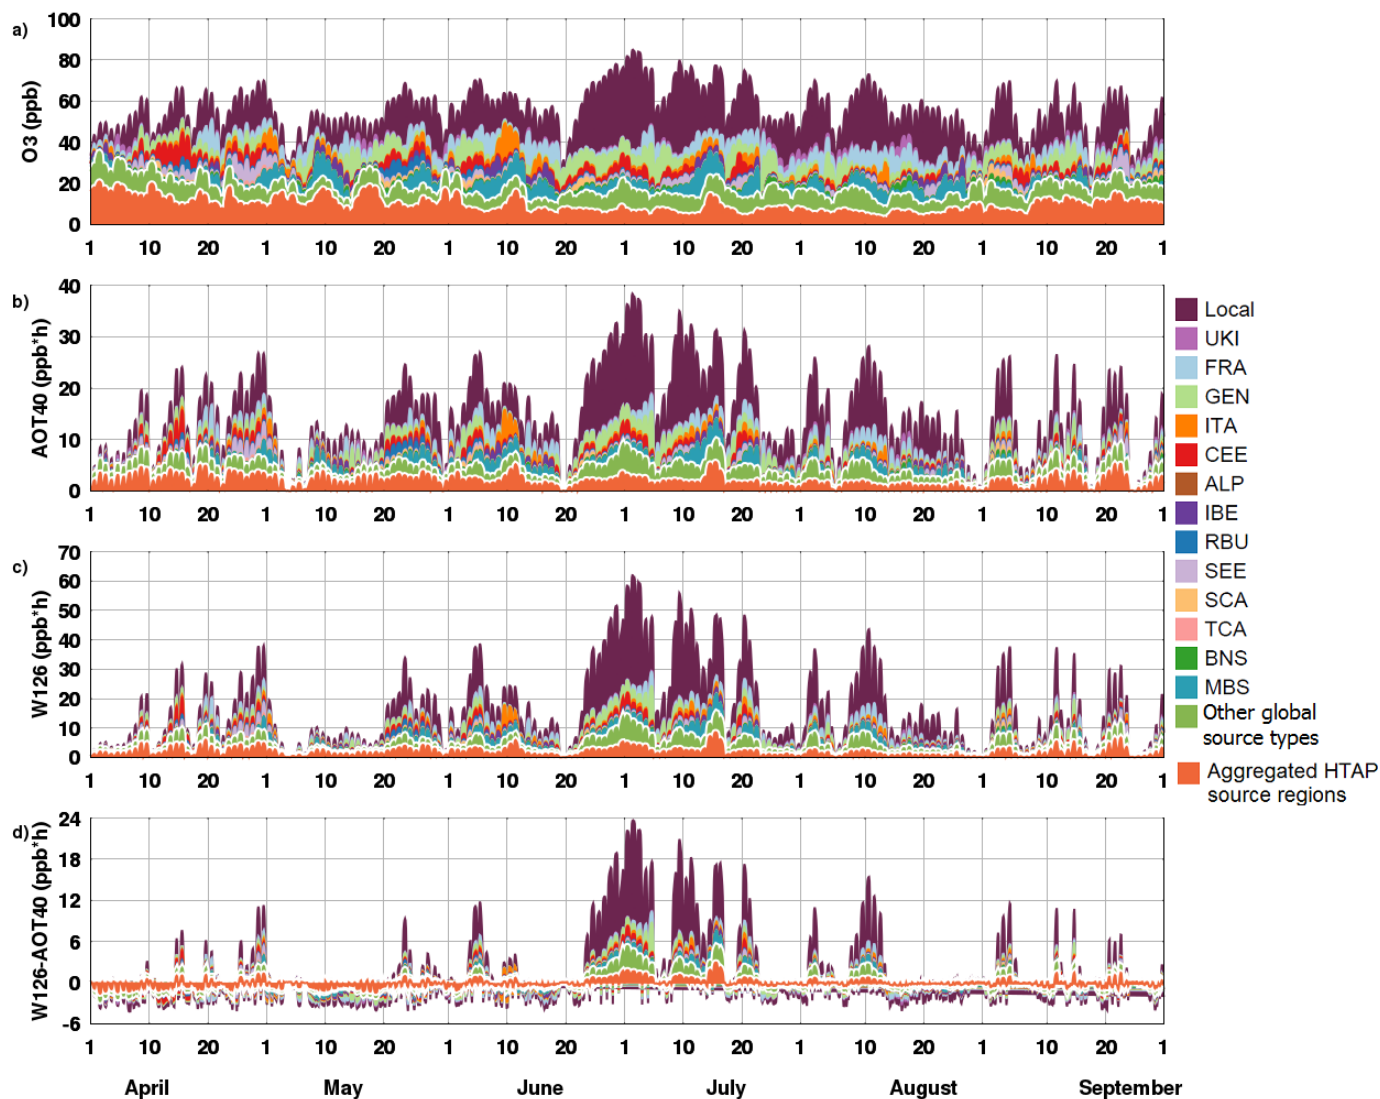 a)
O3 (ppb)
100
80
60
40
20
0
1 10 20 1 10 20 1 10 20 1 10 20 1 10 20 1 10 20 1
b)
AOT40 (ppb*h)
40
30
20
10
0
1 10 20 1 10 20 1 10 20 1 10 20 1 10 20 1 10 20 1
c)
W126 (ppb*h)
70
60
50
40
30
20
10
0
1 10 20 1 10 20 1 10 20 1 10 20 1 10 20 1 10 20 1
d)
W126-AOT40 (ppb*h)
24
18
12
6
0
-6
1 10 20 1 10 20 1 10 20 1 10 20 1 10 20 1 10 20 1
April May June July August September
Local
UKI
FRA
GEN
ITA
CEE
ALP
IBE
RBU
SEE
SCA
TCA
BNS
MBS
Other global
source types
Aggregated HTAP
source regions